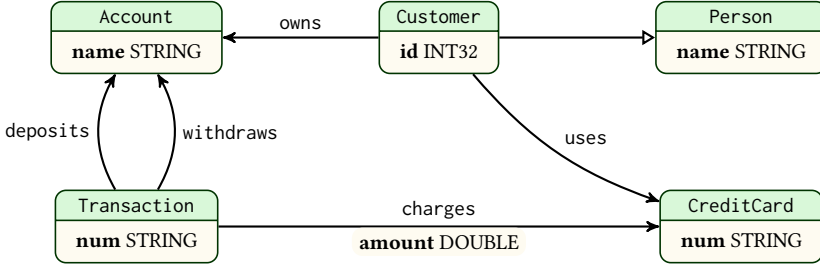 Account
name STRING
owns
Customer
id INT32
Person
name STRING
deposits
withdraws
uses
Transaction
num STRING
charges
amount DOUBLE
CreditCard
num STRING